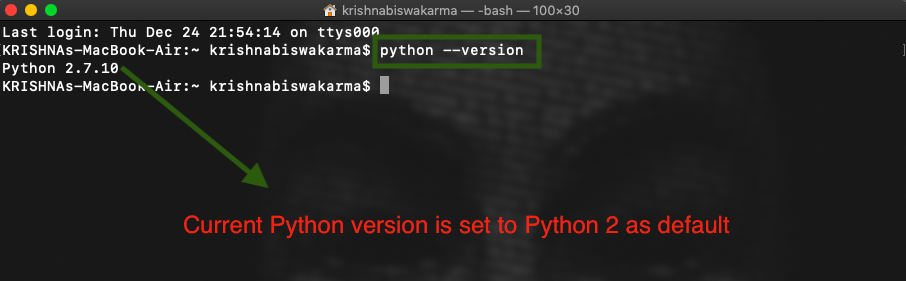 krishnabiswakarma — -bash — 100×30
Last login: Thu Dec 24 21:54:14 on ttys000
[KRISHNAs-MacBook-Air:~ krishnabiswakarma$ python --version ]
Python 2.7.10
KRISHNAs-MacBook-Air:~ krishnabiswakarma$
Current Python version is set to Python 2 as default